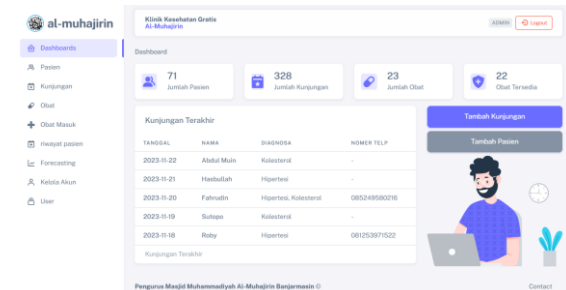 al-muhajirin
Dashboards
Pasien
Kunjungan
Obat
Obat Masuk
riwayat pasien
Forecasting
Kelola Akun
User
Klinik Kesehatan Gratis
Al-Muhajirin
ADMIN
Logout
Dashboard
71
Jumlah Pasien
328
Jumlah Kunjungan
23
Jumlah Obat
22
Obat Tersedia
Kunjungan Terakhir
TANGGAL NAMA DIAGNOSA NOMER TELP
2023-11-22 Abdul Muin Kolesterol -
2023-11-21 Hasbullah Hipertesi -
2023-11-20 Fahrudin Hipertesi, Kolesterol 085249580216
2023-11-19 Sutopo Kolesterol -
2023-11-18 Roby Hipertesi 081253971522
Kunjungan Terakhir
Tambah Kunjungan
Tambah Pasien
Pengurus Masjid Muhammadiyah Al-Muhajirin Banjarmasin ©
Contact